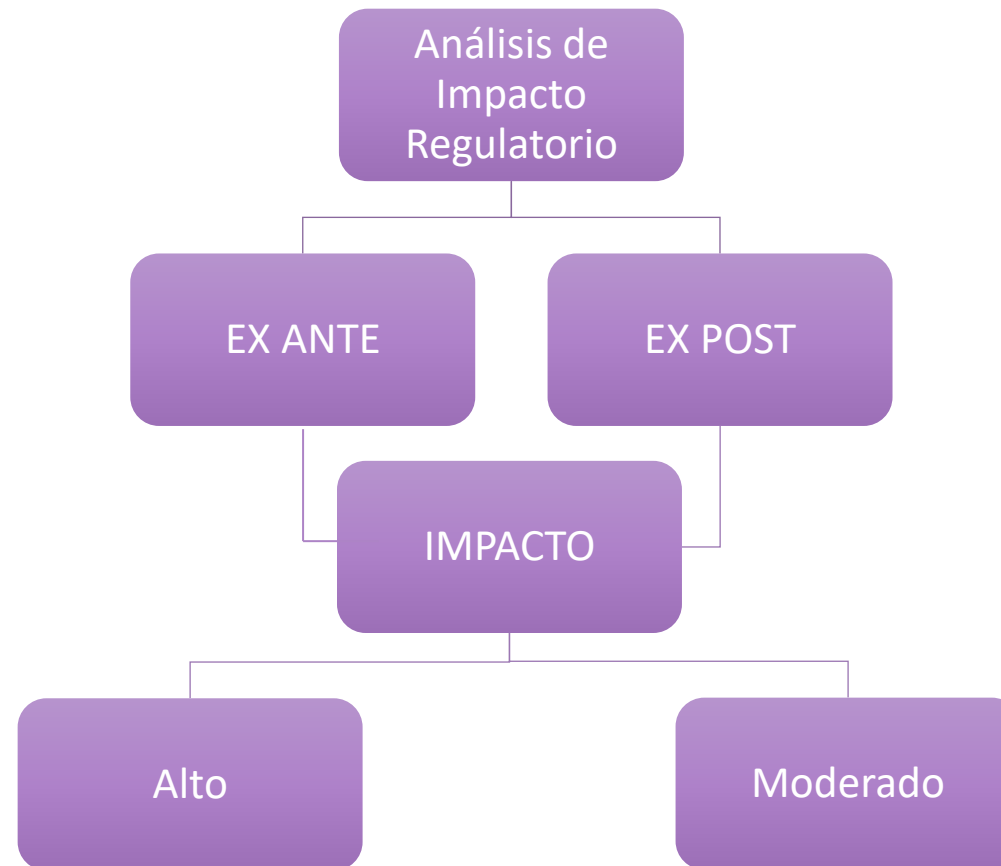 Análisis de
Impacto
Regulatorio
EX ANTE
EX POST
IMPACTO
Alto
Moderado